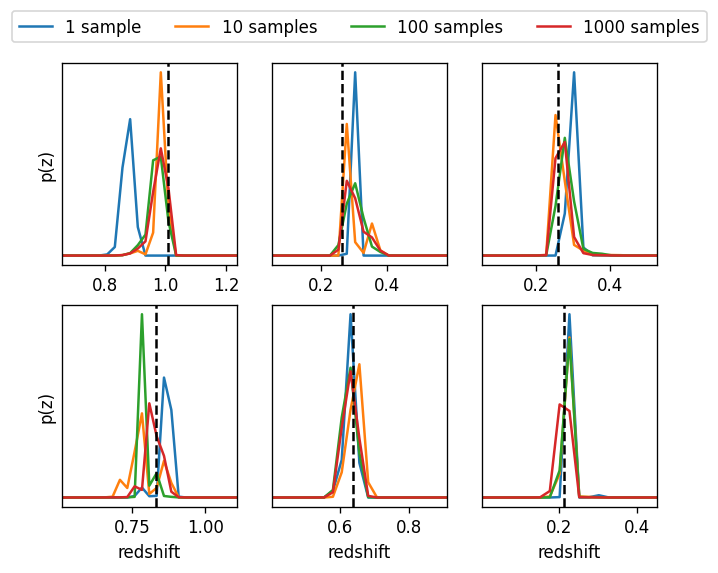 1 sample 10 samples 100 samples 1000 samples
p(z)
0.8 1.0 1.2 0.2 0.4 0.2 0.4
p(z)
0.75 1.00 0.6 0.8 0.2 0.4
redshift redshift redshift